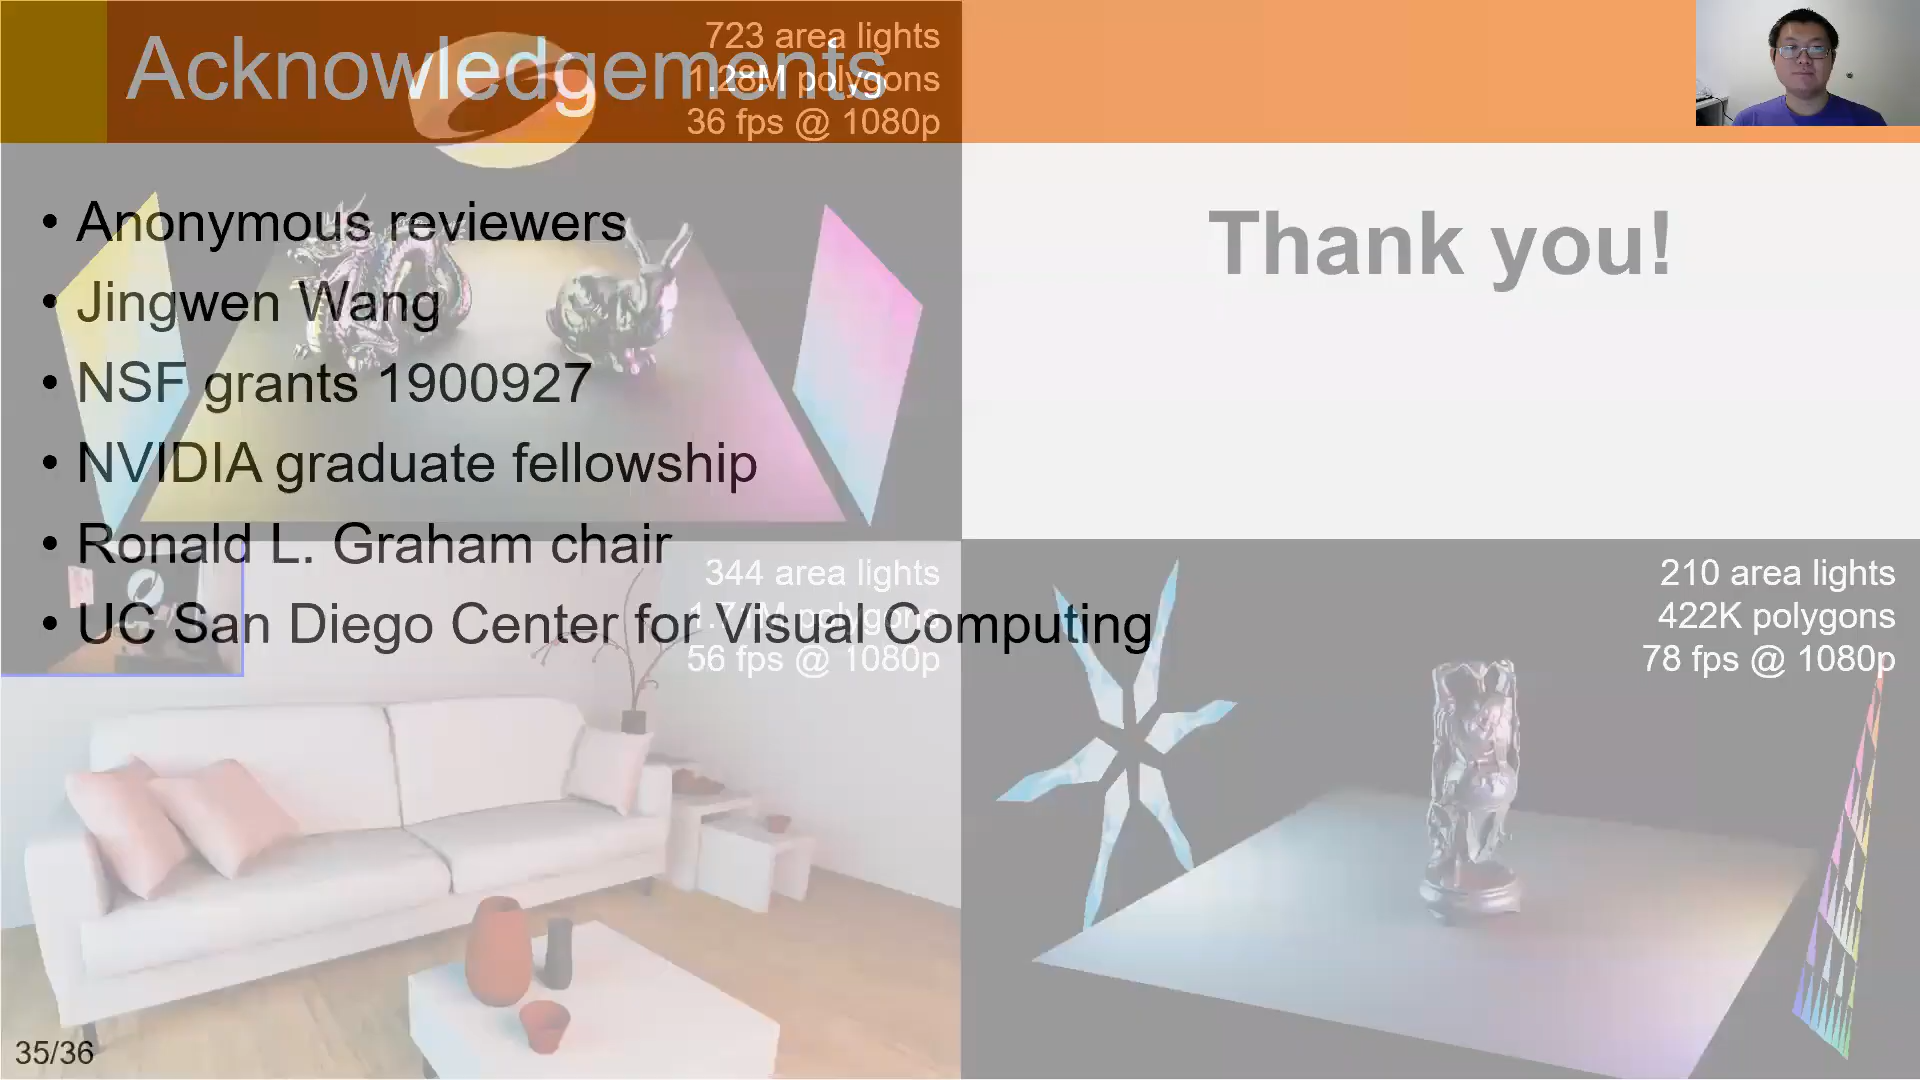 Acknowledgements
723 area lights
1.28M polygons
36 fps @ 1080p
• Anonymous reviewers
• Jingwen Wang
• NSF grants 1900927
• NVIDIA graduate fellowship
• Ronald L. Graham chair
• UC San Diego Center for Visual Computing
Thank you!
344 area lights
polygons
56 fps @ 1080p
210 area lights
422K polygons
78 fps @ 1080p
35/36